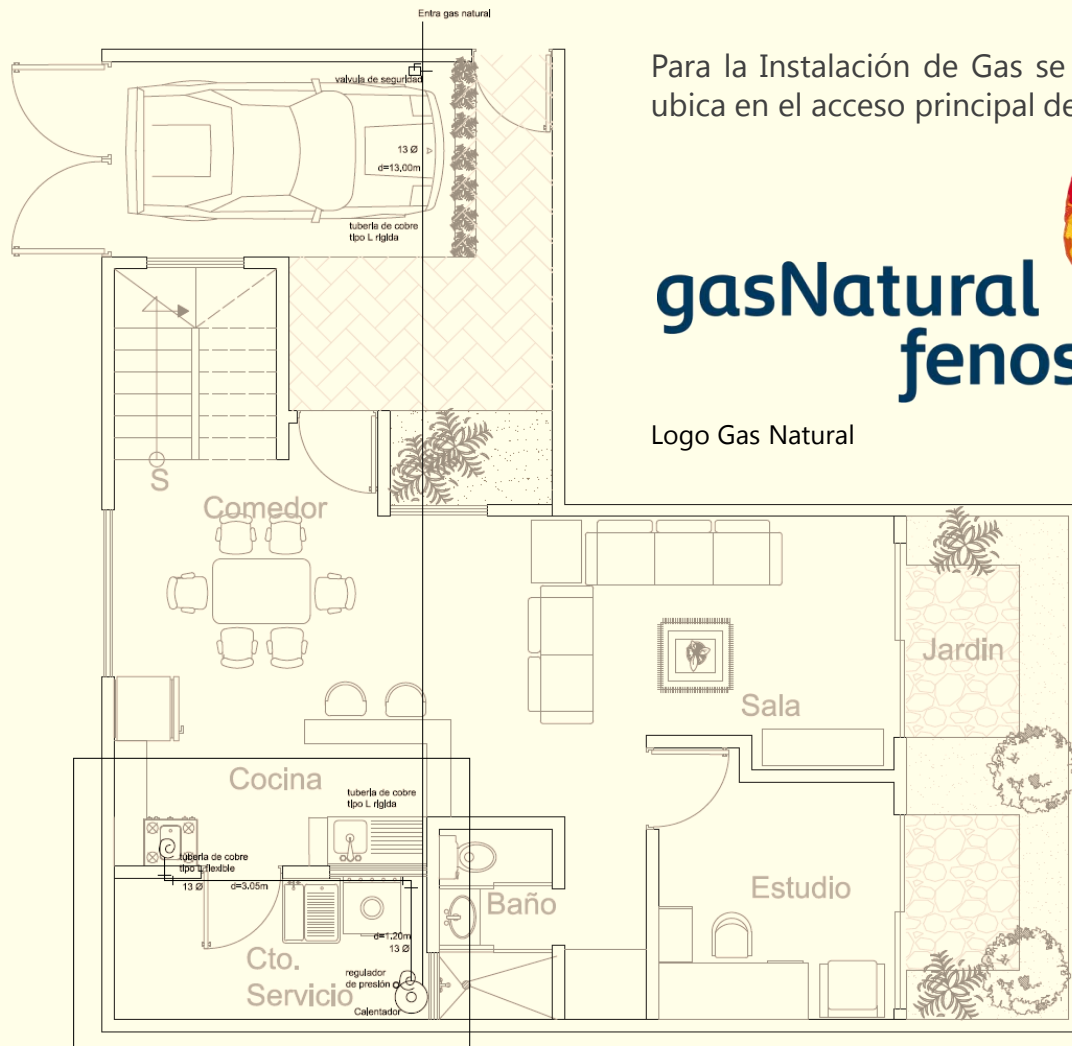 Entra gas natural
Para la Instalación de Gas se
ubica en el acceso principal de
valvula de seguridad
13 Ø
d=13,00m
tuberia de cobre
tipo L rigida
gasNatural
fenos
Logo Gas Natural
S
Comedor
Jardin
Sala
Cocina
tuberia de cobre
tipo L rigida
tuberia de cobre
tipo L flexible
13 Ø d=3.05m
Estudio
Baño
d=1.20m
13 Ø
Cto.
Servicio
regulador
de presión
Calentador